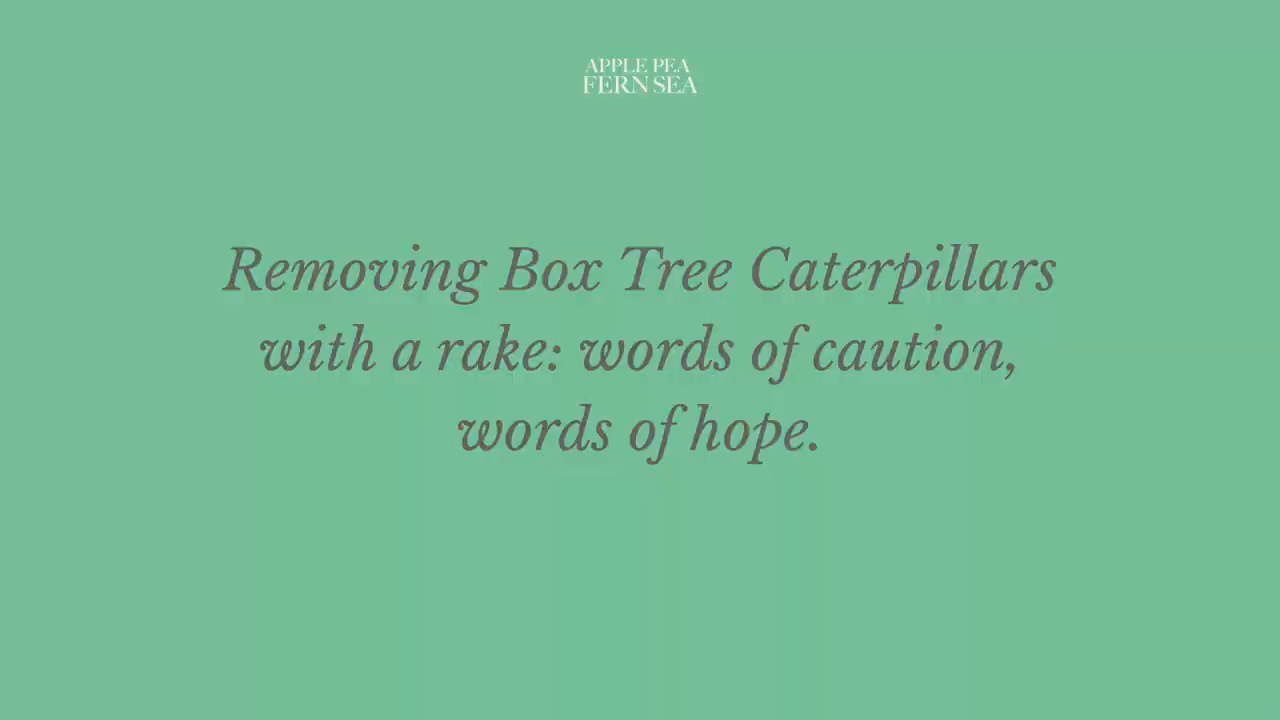 APPLE PEA
FERN SEA
Removing Box Tree Caterpillars
with a rake: words of caution,
words of hope.